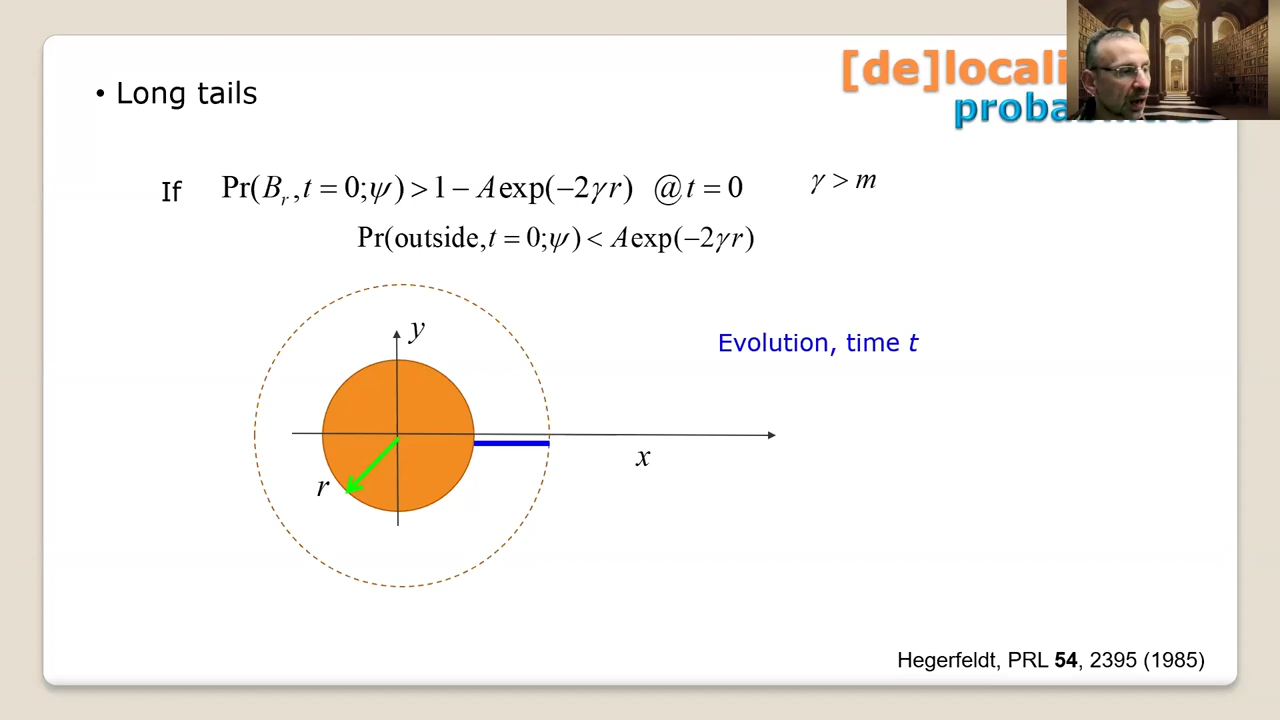 • Long tails
[de]locali
If Pr(B_r, t = 0;ψ) > 1 − A exp(−2γr) @ t = 0 γ > m
Pr(outside, t = 0;ψ) < A exp(−2γr)
y
Evolution, time t
x
r
Hegerfeldt, PRL 54, 2395 (1985)